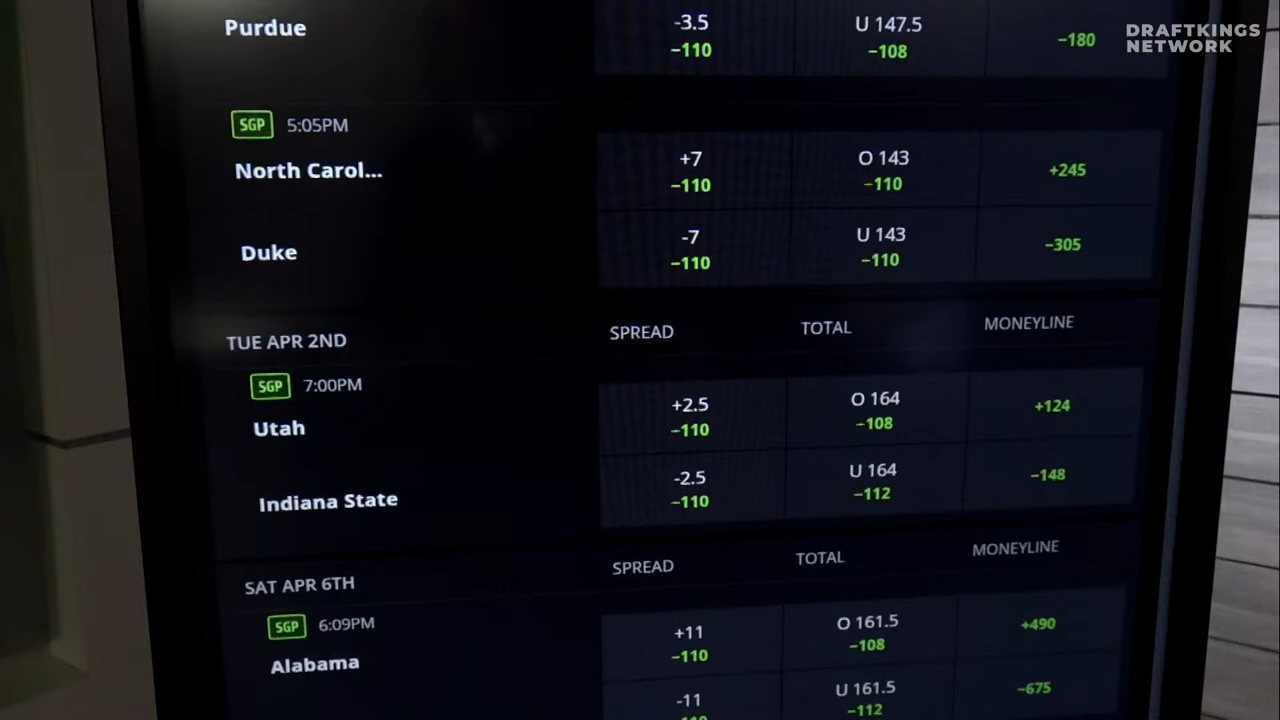 DRAFTKINGS
NETWORK
Purdue
-3.5
−110
U 147.5
−108
−180
SGP 5:05PM
North Carol...
+7
−110
O 143
−110
+245
Duke
-7
−110
U 143
−110
−305
TUE APR 2ND SPREAD TOTAL MONEYLINE
SGP 7:00PM
Utah
+2.5
−110
O 164
−108
+124
Indiana State
-2.5
−110
U 164
−112
−148
SAT APR 6TH SPREAD TOTAL MONEYLINE
SGP 6:09PM
Alabama
+11
−110
O 161.5
−108
+490
-11
U 161.5
−112
−675